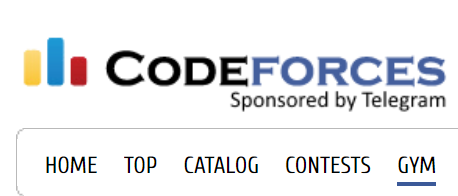 CODEFORCES
Sponsored by Telegram
HOME TOP CATALOG CONTESTS GYM